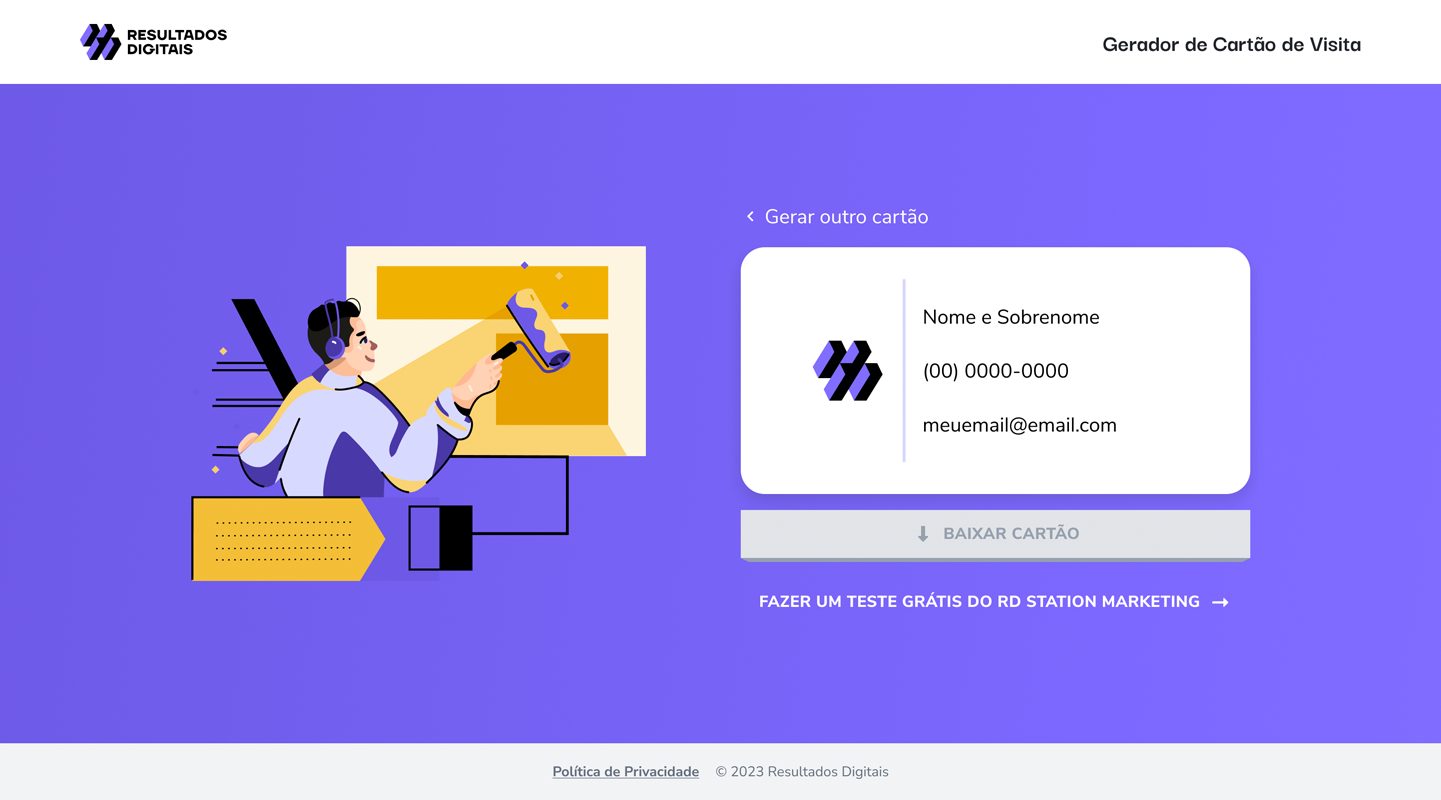 RESULTADOS
DIGITAIS
Gerador de Cartão de Visita
Gerar outro cartão
Nome e Sobrenome
(00) 0000-0000
meuemail@email.com
BAIXAR CARTÃO
FAZER UM TESTE GRÁTIS DO RD STATION MARKETING
Política de Privacidade © 2023 Resultados Digitais